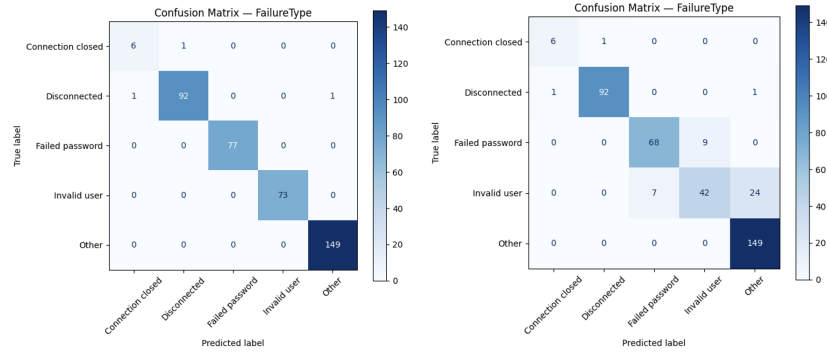 Confusion Matrix — FailureType
True label
Connection closed 6 1 0 0 0
Disconnected 1 92 0 0 1
Failed password 0 0 77 0 0
Invalid user 0 0 0 73 0
Other 0 0 0 0 149
Connection closed
Disconnected
Failed password
Invalid user
Other
Predicted label
140
120
100
80
60
40
20
0
Confusion Matrix — FailureType
True label
Connection closed 6 1 0 0 0
Disconnected 1 92 0 0 1
Failed password 0 0 68 9 0
Invalid user 0 0 7 42 24
Other 0 0 0 0 149
Connection closed
Disconnected
Failed password
Invalid user
Other
Predicted label
140
120
100
80
60
40
20
0